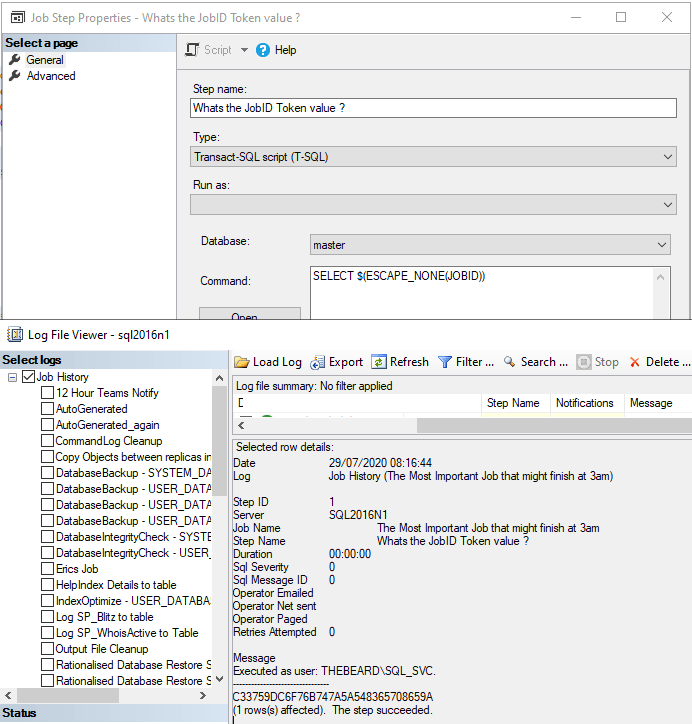 Job Step Properties - Whats the JobID Token value ?
Select a page
General
Advanced
Script
Help
Step name:
Whats the JobID Token value ?
Type:
Transact-SQL script (T-SQL)
Run as:
Database:
master
Command:
SELECT $(ESCAPE_NONE(JOBID))
Open...
Log File Viewer - sql2016n1
Select logs
Job History
12 Hour Teams Notify
AutoGenerated
AutoGenerated_again
CommandLog Cleanup
Copy Objects between replicas in
DatabaseBackup - SYSTEM_DA
DatabaseBackup - USER_DATA
DatabaseBackup - USER_DATA
DatabaseBackup - USER_DATA
DatabaseIntegrityCheck - SYSTE
DatabaseIntegrityCheck - USER_
Erics Job
HelpIndex Details to table
IndexOptimize - USER_DATABA
Log SP_Blitz to table
Log SP_WhoisActive to Table
Output File Cleanup
Rationalised Database Restore S
Rationalised Database Restore S
Status
Load Log Export Refresh Filter ... Search ... Stop Delete ...
Log file summary: No filter applied
Step Name Notifications Message
Selected row details:
Date 29/07/2020 08:16:44
Log Job History (The Most Important Job that might finish at 3am)
Step ID 1
Server SQL2016N1
Job Name The Most Important Job that might finish at 3am
Step Name Whats the JobID Token value ?
Duration 00:00:00
Sql Severity 0
Sql Message ID 0
Operator Emailed
Operator Net sent
Operator Paged
Retries Attempted 0
Message
Executed as user: THEBEARD\SQL_SVC.
------------------------------
C33759DC6F76B747A5A548365708659A
(1 rows(s) affected). The step succeeded.